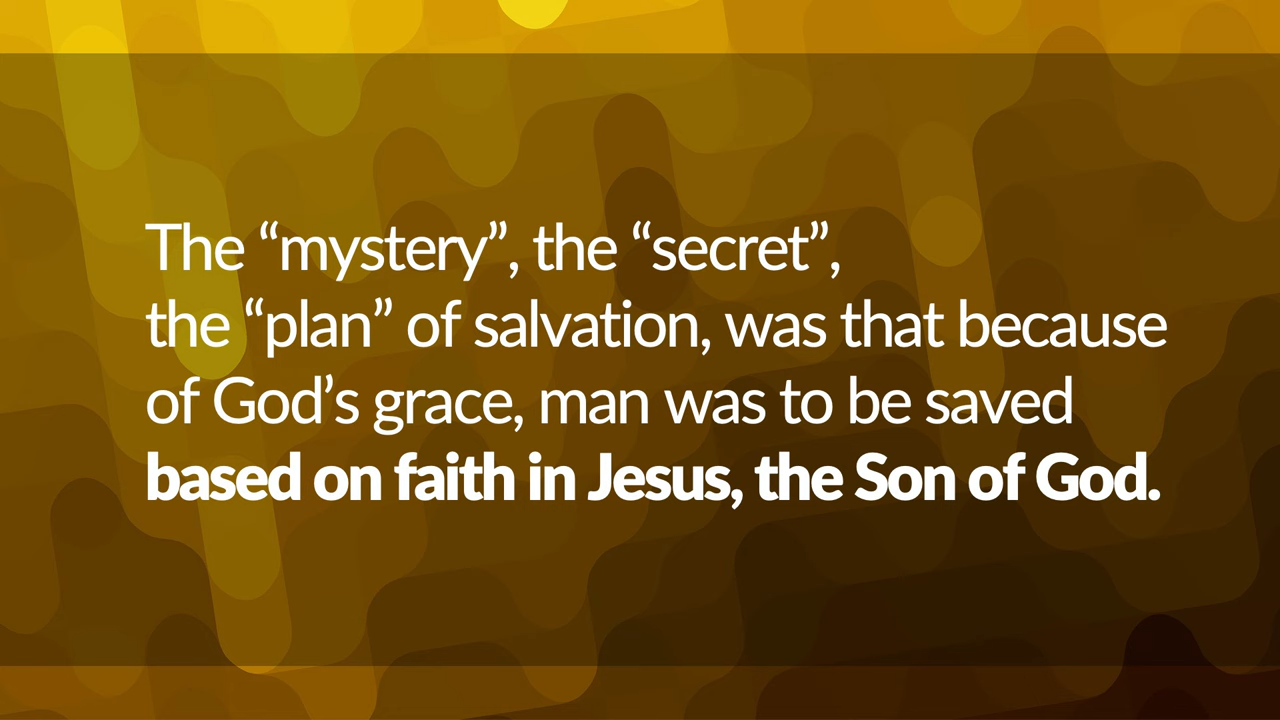 The “mystery”, the “secret”,
the “plan” of salvation, was that because
of God’s grace, man was to be saved
based on faith in Jesus, the Son of God.